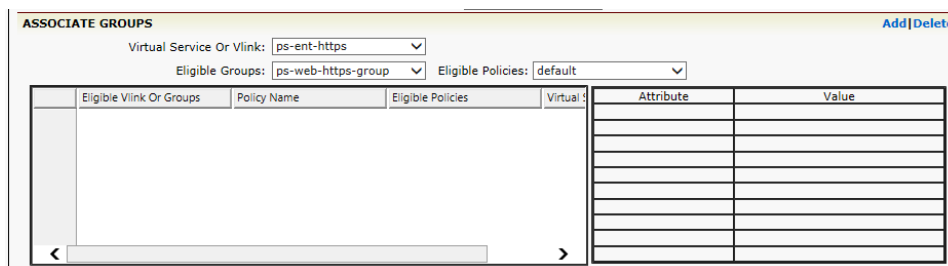 ASSOCIATE GROUPS Add|Delete
Virtual Service Or Vlink: ps-ent-https
Eligible Groups: ps-web-https-group Eligible Policies: default
Eligible Vlink Or Groups Policy Name Eligible Policies Virtual S Attribute Value